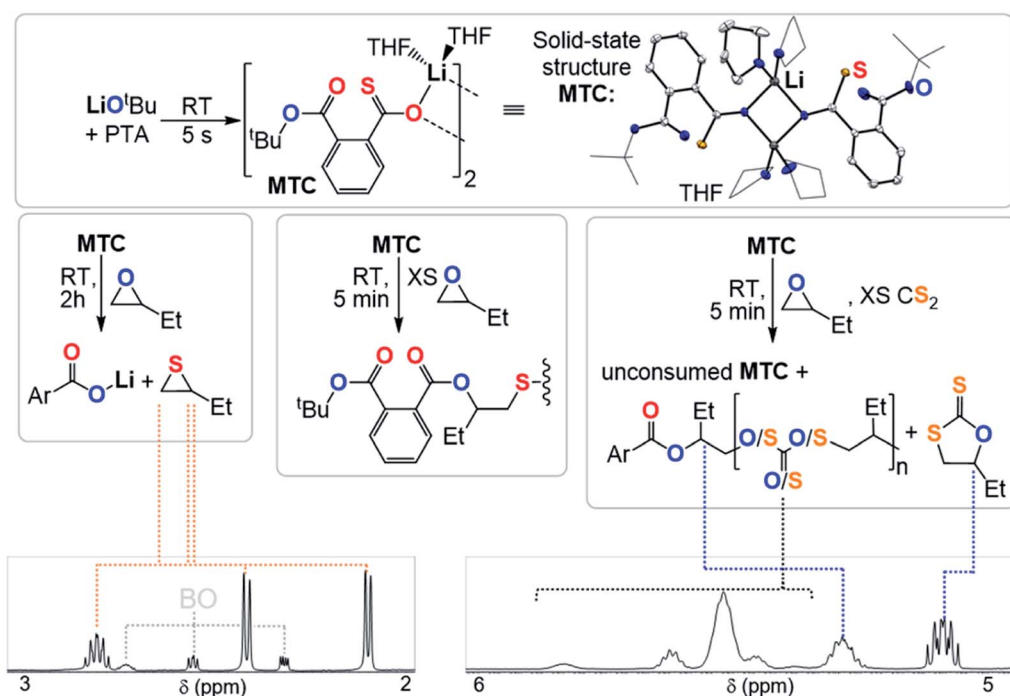 LiOᵗBu
+ PTA
RT
5 s
THF
THF
Li
O
S
O
O
ᵗBu
MTC
2
≡
Solid-state
structure
MTC:
Li
S
O
THF
MTC
RT,
2h
O
Et
O
Ar
O
Li +
S
Et
MTC
RT,
5 min
XS
O
Et
O
O
O
O
S
ᵗBu
Et
MTC
RT,
5 min
O
Et
, XS CS₂
unconsumed MTC +
O
Ar
O
Et
O/S
O/S
O/S
Et
n
+
S
S
O
Et
BO
3
δ (ppm)
2
6
δ (ppm)
5